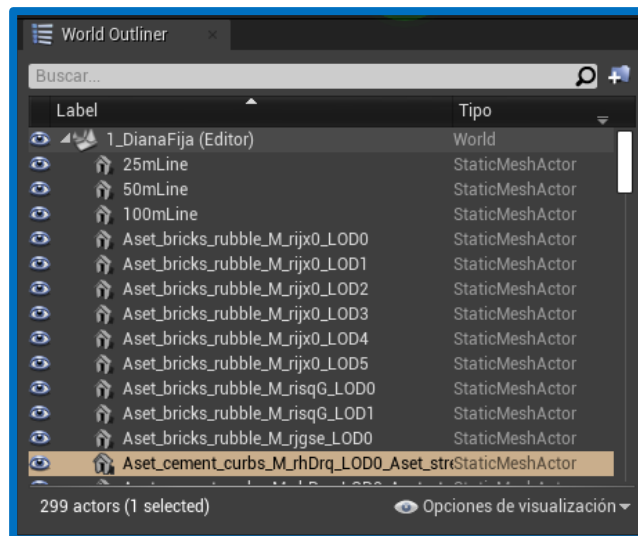 World Outliner ×
Buscar...
Label Tipo
1_DianaFija (Editor) World
25mLine StaticMeshActor
50mLine StaticMeshActor
100mLine StaticMeshActor
Aset_bricks_rubble_M_rijx0_LOD0 StaticMeshActor
Aset_bricks_rubble_M_rijx0_LOD1 StaticMeshActor
Aset_bricks_rubble_M_rijx0_LOD2 StaticMeshActor
Aset_bricks_rubble_M_rijx0_LOD3 StaticMeshActor
Aset_bricks_rubble_M_rijx0_LOD4 StaticMeshActor
Aset_bricks_rubble_M_rijx0_LOD5 StaticMeshActor
Aset_bricks_rubble_M_risqG_LOD0 StaticMeshActor
Aset_bricks_rubble_M_risqG_LOD1 StaticMeshActor
Aset_bricks_rubble_M_rjgse_LOD0 StaticMeshActor
Aset_cement_curbs_M_rhDrq_LOD0_Aset_stre StaticMeshActor
299 actors (1 selected) Opciones de visualización